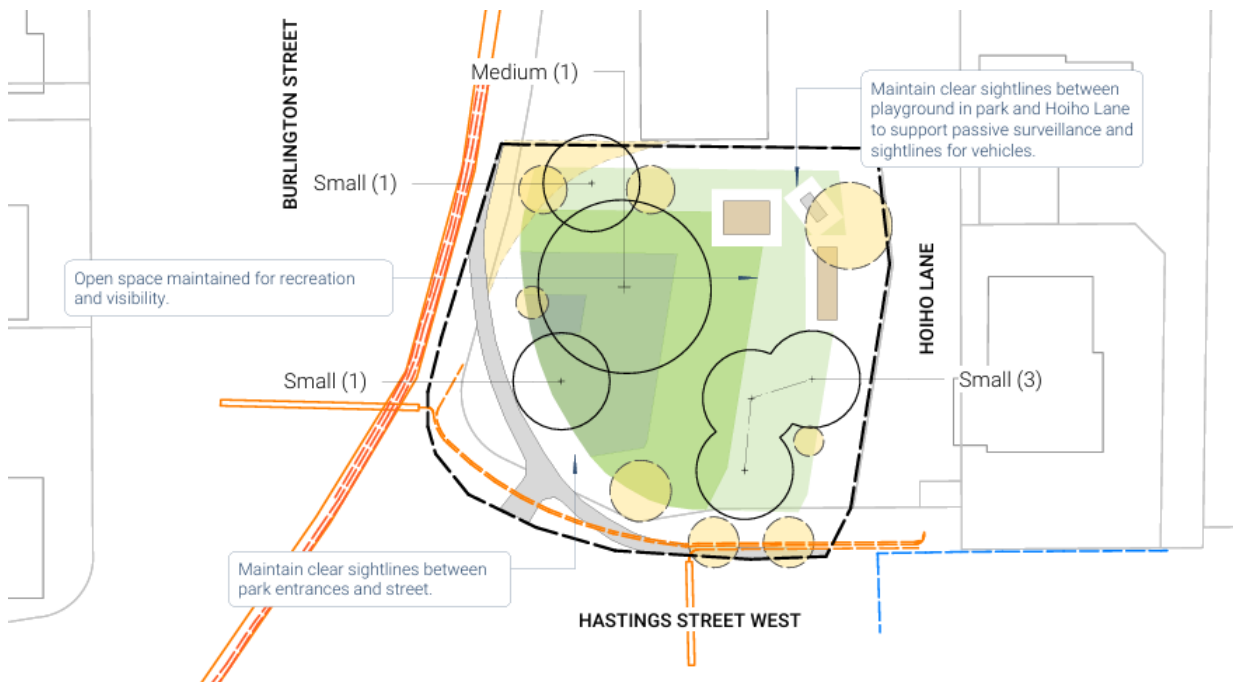 BURLINGTON STREET
Medium (1)
Maintain clear sightlines between
playground in park and Hoiho Lane
to support passive surveillance and
sightlines for vehicles.
Small (1)
Open space maintained for recreation
and visibility.
HOIHO LANE
Small (1)
Small (3)
Maintain clear sightlines between
park entrances and street.
HASTINGS STREET WEST